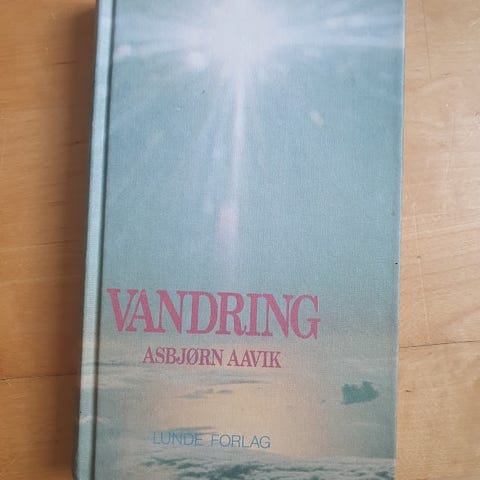 VANDRING
ASBJØRN AAVIK
LUNDE FORLAG